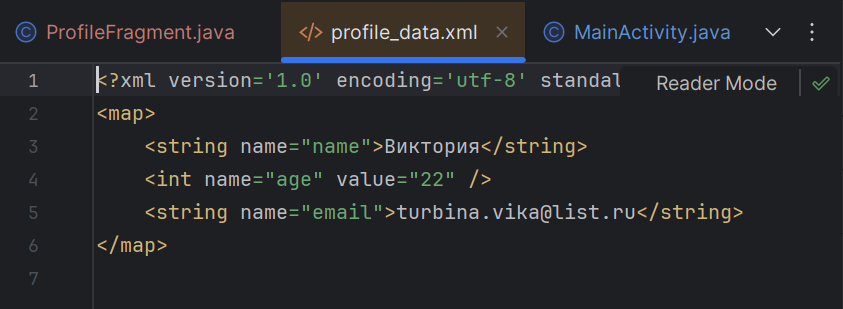 ProfileFragment.java profile_data.xml MainActivity.java
1 <?xml version='1.0' encoding='utf-8' standal Reader Mode
2 <map>
3 <string name="name">Виктория</string>
4 <int name="age" value="22" />
5 <string name="email">turbina.vika@list.ru</string>
6 </map>
7